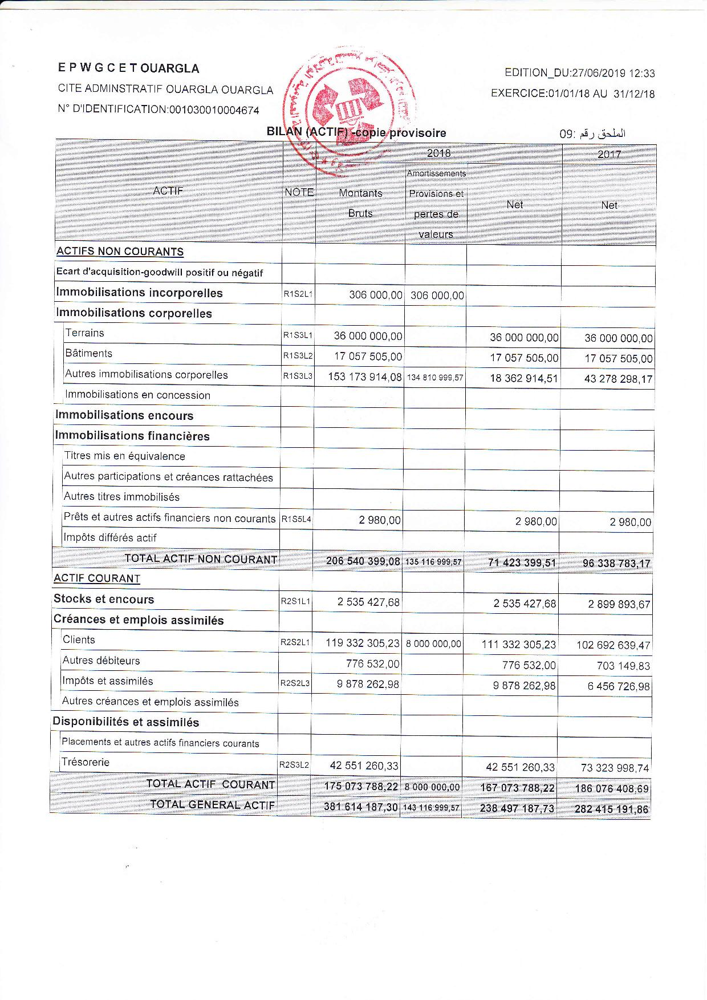 E P W G C E T OUARGLA
CITE ADMINSTRATIF OUARGLA OUARGLA
N° D'IDENTIFICATION:001030010004674
EDITION_DU:27/06/2019 12:33
EXERCICE:01/01/18 AU 31/12/18
BILAN (ACTIF) -copie provisoire
الملحق رقم :09
ACTIF NOTE 2018 2017
Montants Bruts Amortissements Provisions et pertes de valeurs Net Net
ACTIFS NON COURANTS
Ecart d'acquisition-goodwill positif ou négatif
Immobilisations incorporelles R1S2L1 306 000,00 306 000,00
Immobilisations corporelles
Terrains R1S3L1 36 000 000,00 36 000 000,00 36 000 000,00
Bâtiments R1S3L2 17 057 505,00 17 057 505,00 17 057 505,00
Autres immobilisations corporelles R1S3L3 153 173 914,08 134 810 999,57 18 362 914,51 43 278 298,17
Immobilisations en concession
Immobilisations encours
Immobilisations financières
Titres mis en équivalence
Autres participations et créances rattachées
Autres titres immobilisés
Prêts et autres actifs financiers non courants R1S5L4 2 980,00 2 980,00 2 980,00
Impôts différés actif
TOTAL ACTIF NON COURANT 206 540 399,08 135 116 999,57 71 423 399,51 96 338 783,17
ACTIF COURANT
Stocks et encours R2S1L1 2 535 427,68 2 535 427,68 2 899 893,67
Créances et emplois assimilés
Clients R2S2L1 119 332 305,23 8 000 000,00 111 332 305,23 102 692 639,47
Autres débiteurs 776 532,00 776 532,00 703 149,83
Impôts et assimilés R2S2L3 9 878 262,98 9 878 262,98 6 456 726,98
Autres créances et emplois assimilés
Disponibilités et assimilés
Placements et autres actifs financiers courants
Trésorerie R2S3L2 42 551 260,33 42 551 260,33 73 323 998,74
TOTAL ACTIF COURANT 175 073 788,22 8 000 000,00 167 073 788,22 186 076 408,69
TOTAL GENERAL ACTIF 381 614 187,30 143 116 999,57 238 497 187,73 282 415 191,86